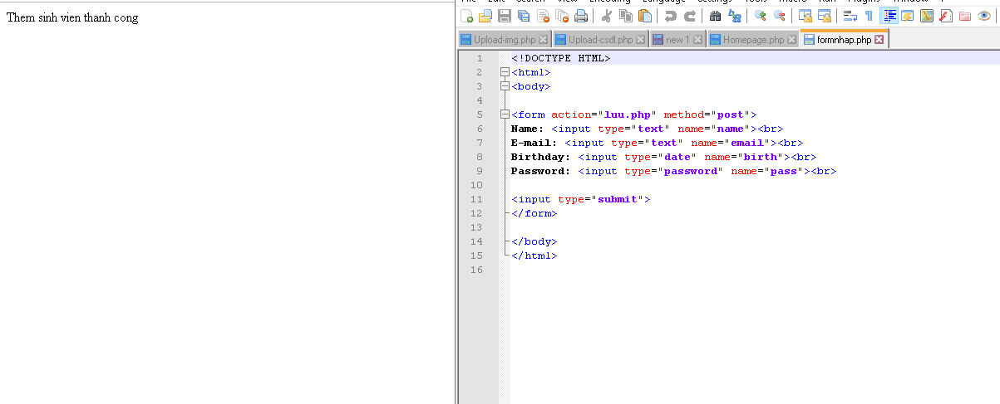 Them sinh vien thanh cong
Upload-img.php
Upload-csdl.php
new 1
Homepage.php
formnhap.php
1 <!DOCTYPE HTML>
2 <html>
3 <body>
4
5 <form action="luu.php" method="post">
6 Name: <input type="text" name="name"><br>
7 E-mail: <input type="text" name="email"><br>
8 Birthday: <input type="date" name="birth"><br>
9 Password: <input type="password" name="pass"><br>
10
11 <input type="submit">
12 </form>
13
14 </body>
15 </html>
16